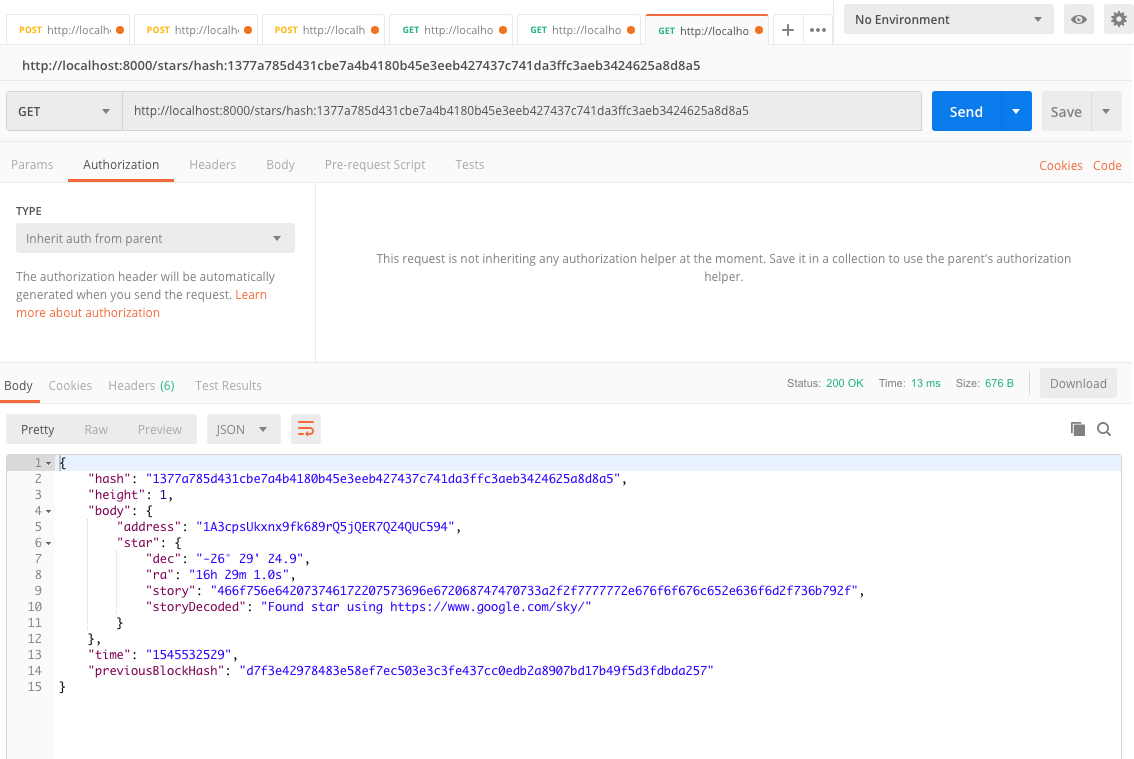 POST http://localh POST http://localh POST http://localh GET http://localho GET http://localho GET http://localho + ••• No Environment
http://localhost:8000/stars/hash:1377a785d431cbe7a4b4180b45e3eeb427437c741da3ffc3aeb3424625a8d8a5
GET http://localhost:8000/stars/hash:1377a785d431cbe7a4b4180b45e3eeb427437c741da3ffc3aeb3424625a8d8a5 Send Save
Params Authorization Headers Body Pre-request Script Tests Cookies Code
TYPE
Inherit auth from parent
The authorization header will be automatically
generated when you send the request. Learn
more about authorization
This request is not inheriting any authorization helper at the moment. Save it in a collection to use the parent's authorization
helper.
Body Cookies Headers (6) Test Results Status: 200 OK Time: 13 ms Size: 676 B Download
Pretty Raw Preview JSON
1 {
2 "hash": "1377a785d431cbe7a4b4180b45e3eeb427437c741da3ffc3aeb3424625a8d8a5",
3 "height": 1,
4 "body": {
5 "address": "1A3cpsUkxnx9fk689rQ5jQER7Q24QUC594",
6 "star": {
7 "dec": "-26° 29' 24.9",
8 "ra": "16h 29m 1.0s",
9 "story": "466f756e642073746172207573696e672068747470733a2f2f7777772e676f6f676c652e636f6d2f736b792f",
10 "storyDecoded": "Found star using https://www.google.com/sky/"
11 }
12 },
13 "time": "1545532529",
14 "previousBlockHash": "d7f3e42978483e58ef7ec503e3c3fe437cc0edb2a8907bd17b49f5d3fdbda257"
15 }